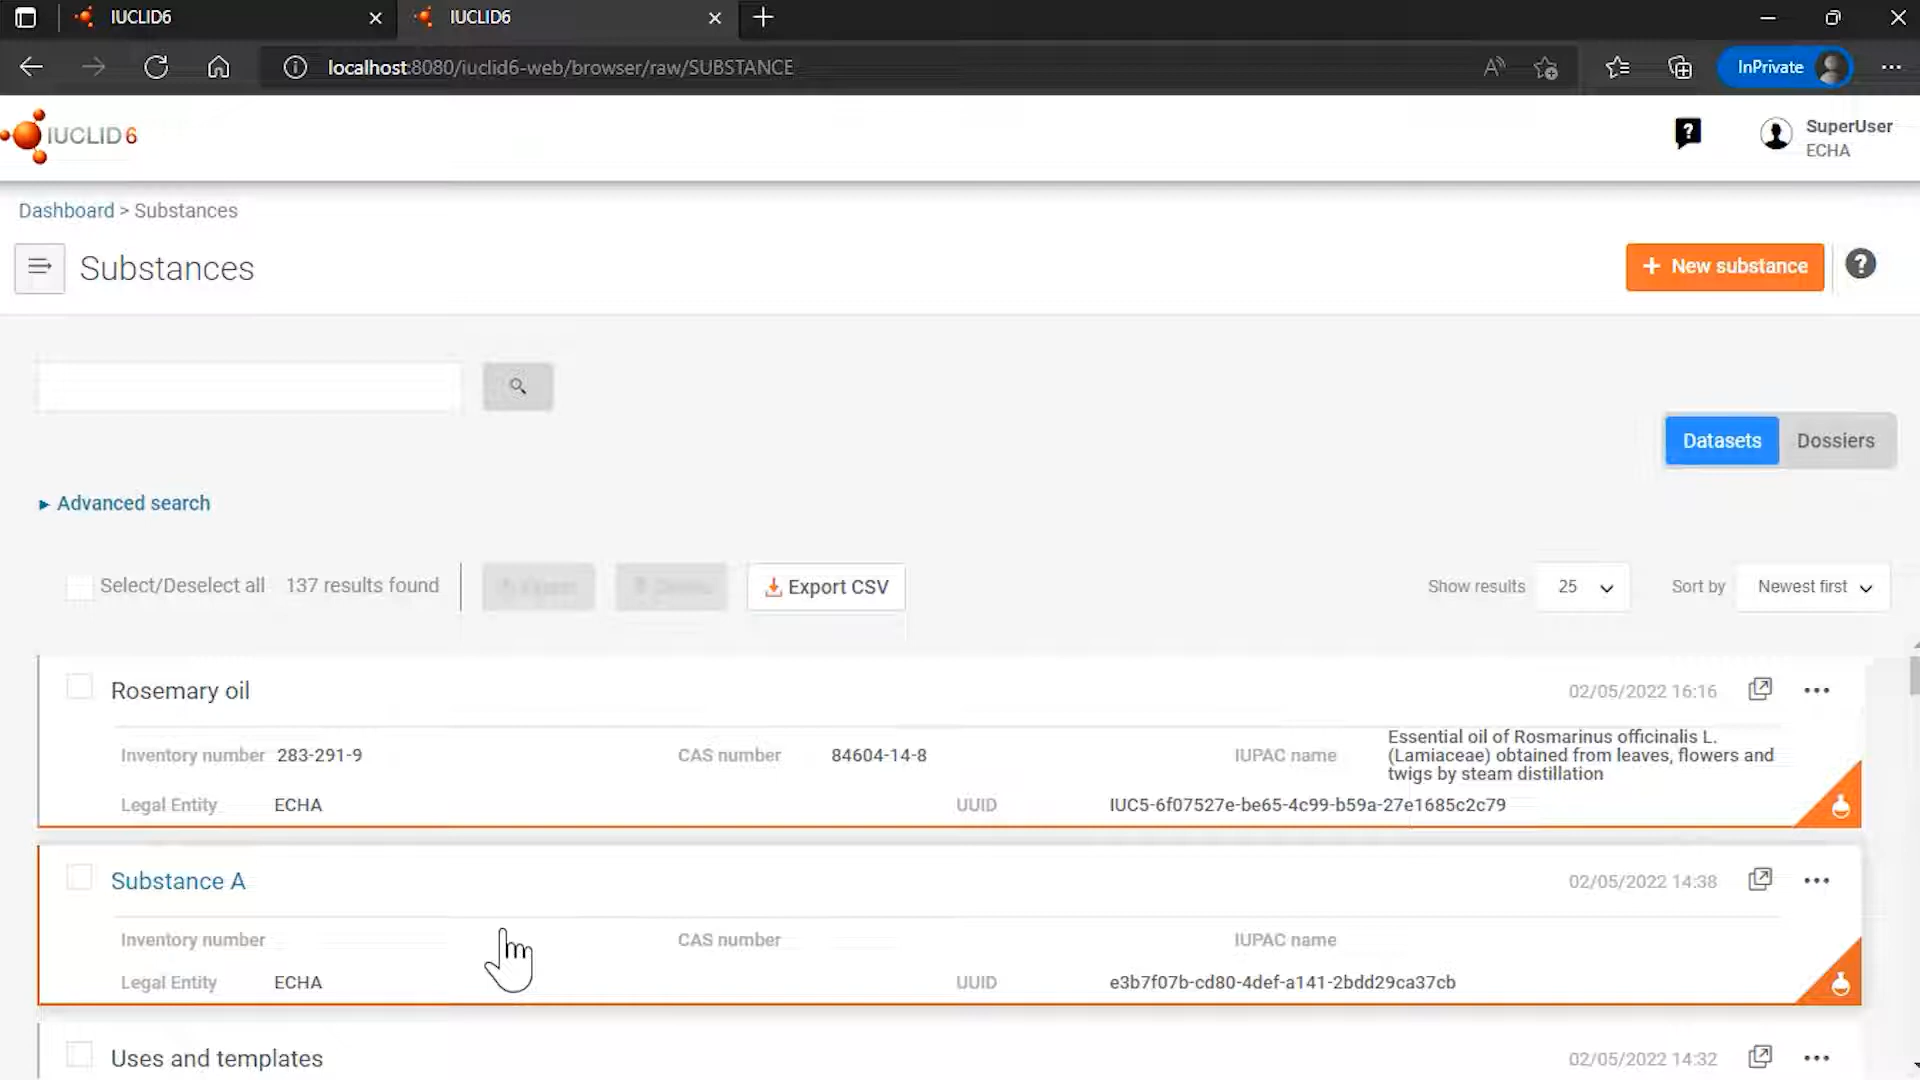 IUCLID6
IUCLID6
localhost:8080/iuclid6-web/browser/raw/SUBSTANCE
InPrivate
IUCLID 6
SuperUser
ECHA
Dashboard > Substances
Substances
+ New substance
Datasets
Dossiers
Advanced search
Select/Deselect all
137 results found
Export CSV
Show results
25
Sort by
Newest first
Rosemary oil
02/05/2022 16:16
Inventory number 283-291-9
CAS number 84604-14-8
IUPAC name
Essential oil of Rosmarinus officinalis L.
(Lamiaceae) obtained from leaves, flowers and
twigs by steam distillation
Legal Entity ECHA
UUID IUC5-6f07527e-be65-4c99-b59a-27e1685c2c79
Substance A
02/05/2022 14:38
Inventory number
CAS number
IUPAC name
Legal Entity ECHA
UUID e3b7f07b-cd80-4def-a141-2bdd29ca37cb
Uses and templates
02/05/2022 14:32